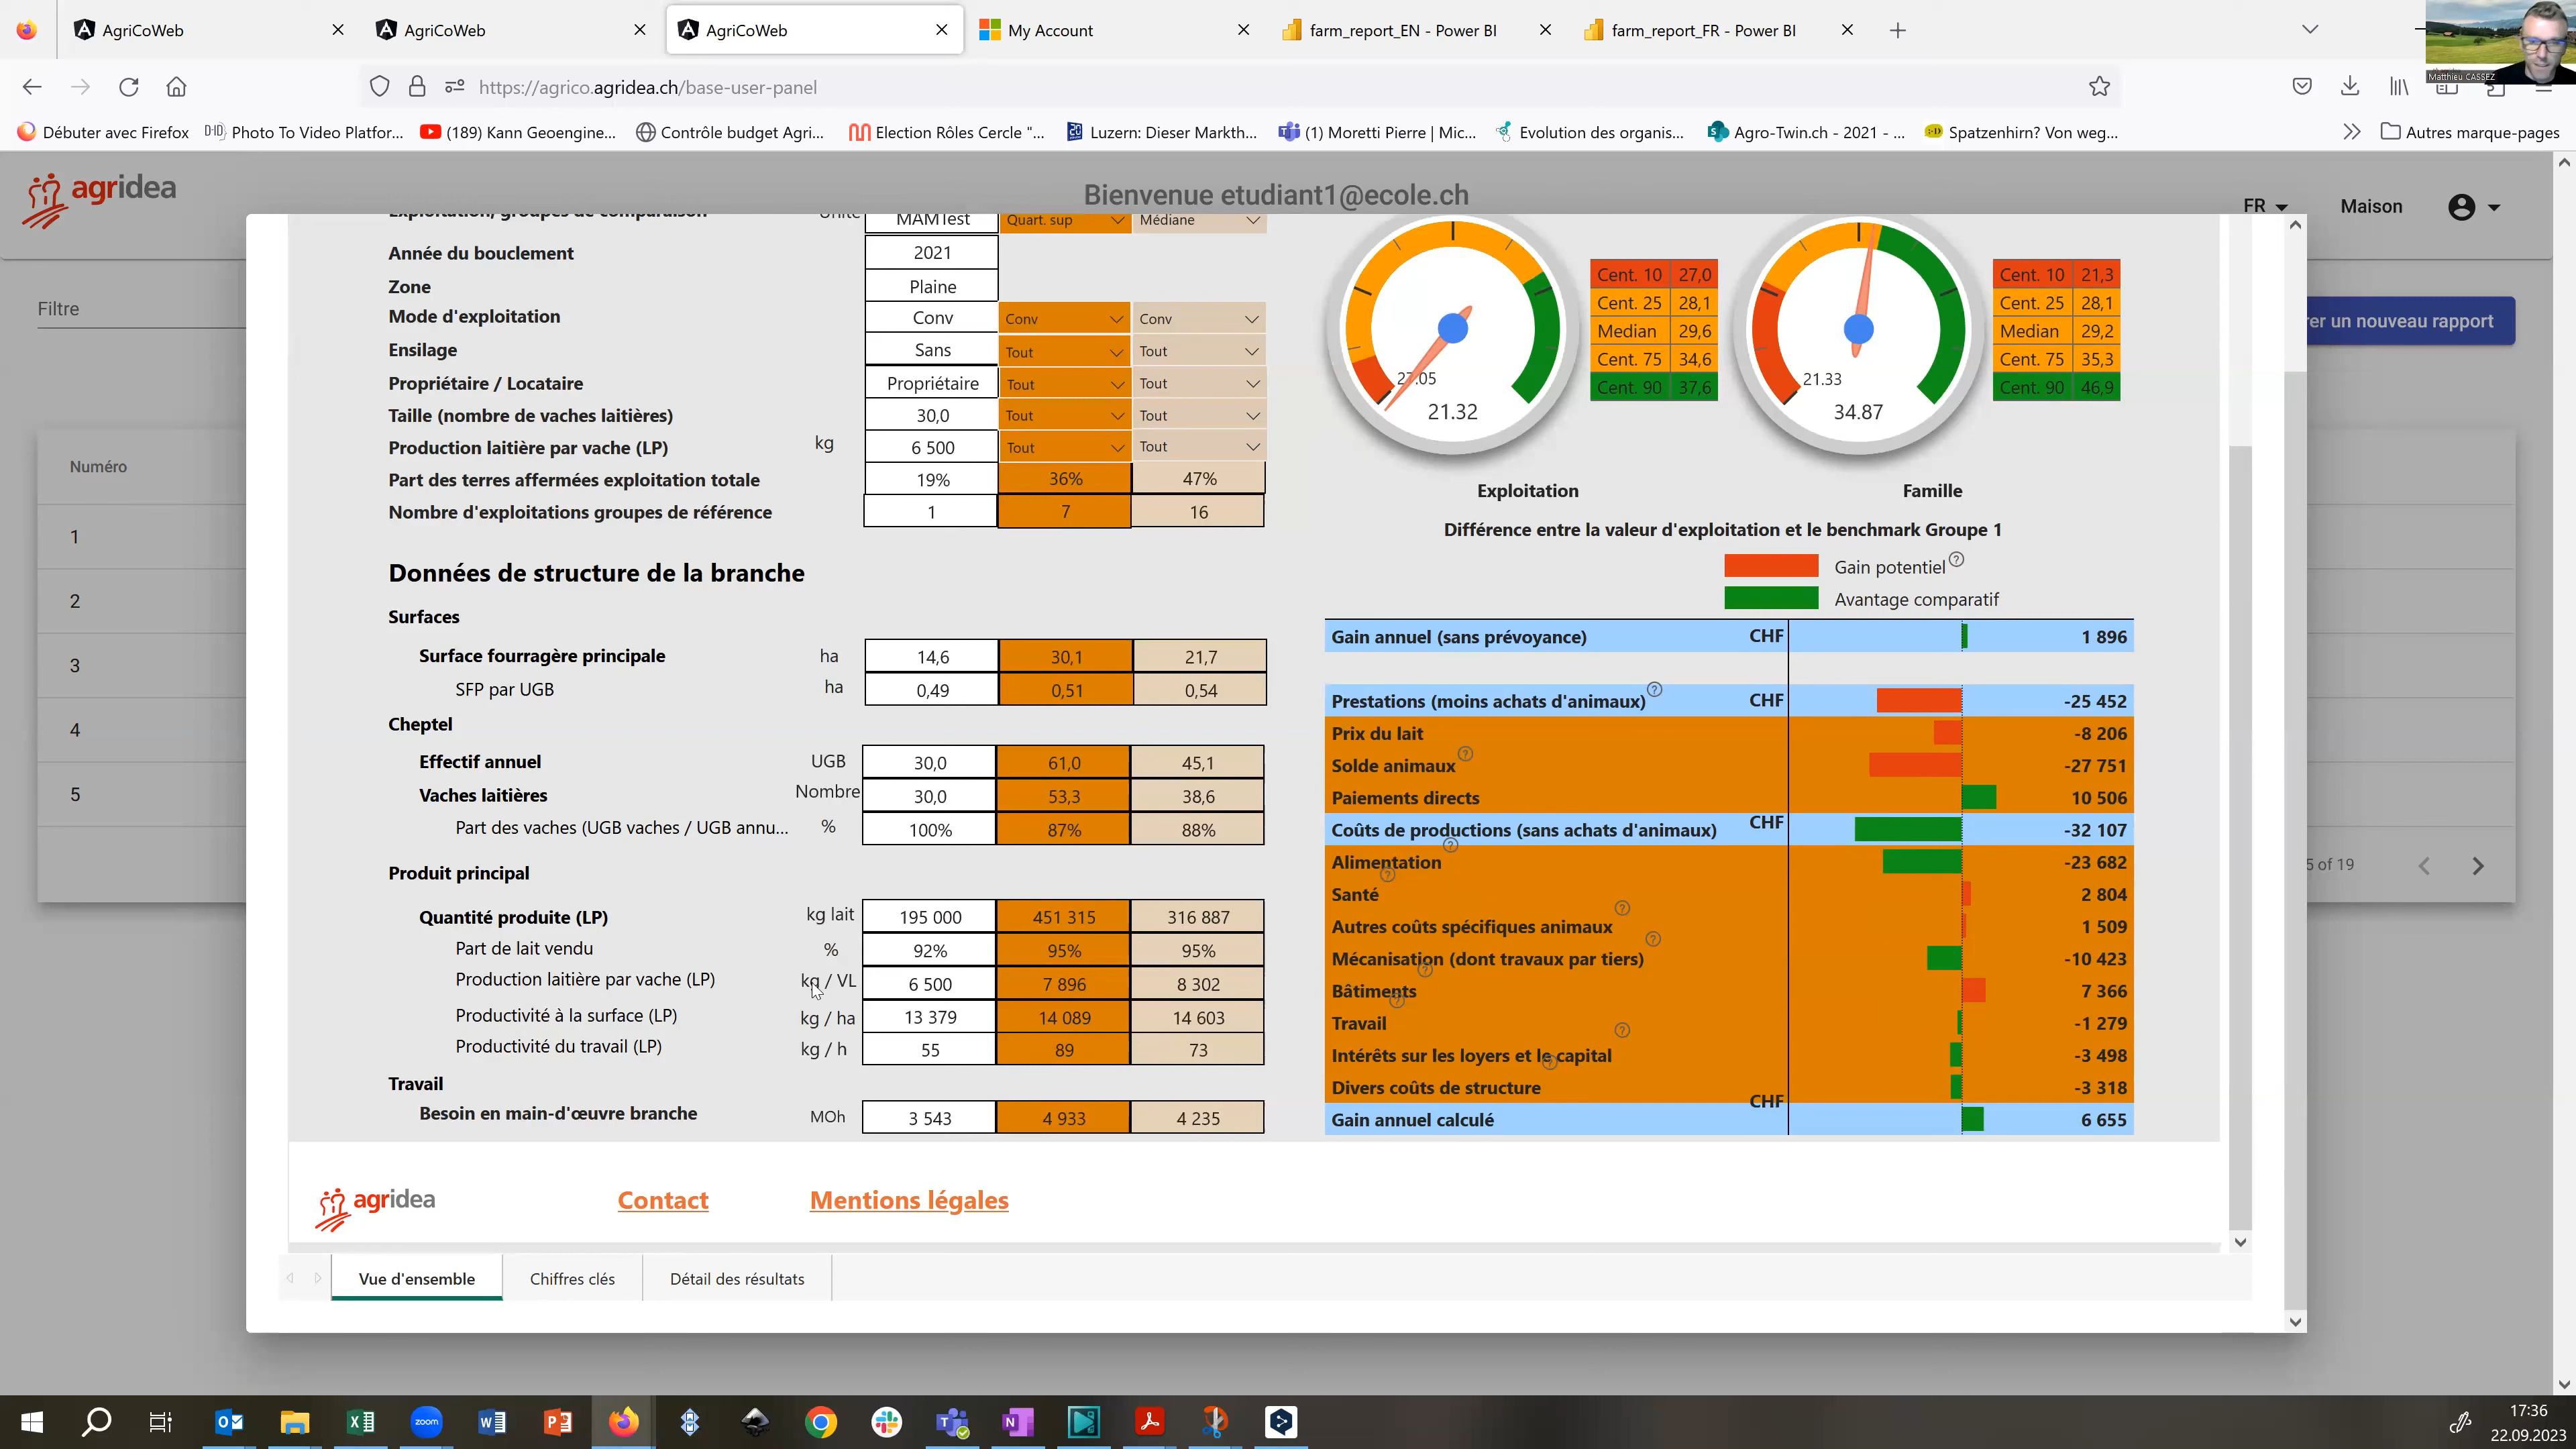 AgriCoWeb
AgriCoWeb
AgriCoWeb
My Account
farm_report_EN - Power BI
farm_report_FR - Power BI
https://agrico.agridea.ch/base-user-panel
Matthieu CASSEZ
Débuter avec Firefox
Photo To Video Platfor...
(189) Kann Geoengine...
Contrôle budget Agri...
Election Rôles Cercle "...
Luzern: Dieser Markth...
(1) Moretti Pierre | Mic...
Evolution des organis...
Agro-Twin.ch - 2021 - ...
Spatzenhirn? Von weg...
Autres marque-pages
agridea
Bienvenue etudiant1@ecole.ch
FR
Maison
Filtre
rer un nouveau rapport
Numéro
1
2
3
4
5
5 of 19
Exploitation, groupes de comparaison Unité MAMTest Quart. sup Médiane
Année du bouclement 2021
Zone Plaine
Mode d'exploitation Conv Conv Conv
Ensilage Sans Tout Tout
Propriétaire / Locataire Propriétaire Tout Tout
Taille (nombre de vaches laitières) 30,0 Tout Tout
Production laitière par vache (LP) kg 6 500 Tout Tout
Part des terres affermées exploitation totale 19% 36% 47%
Nombre d'exploitations groupes de référence 1 7 16
Données de structure de la branche
Surfaces
Surface fourragère principale ha 14,6 30,1 21,7
SFP par UGB ha 0,49 0,51 0,54
Cheptel
Effectif annuel UGB 30,0 61,0 45,1
Vaches laitières Nombre 30,0 53,3 38,6
Part des vaches (UGB vaches / UGB annu... % 100% 87% 88%
Produit principal
Quantité produite (LP) kg lait 195 000 451 315 316 887
Part de lait vendu % 92% 95% 95%
Production laitière par vache (LP) kg / VL 6 500 7 896 8 302
Productivité à la surface (LP) kg / ha 13 379 14 089 14 603
Productivité du travail (LP) kg / h 55 89 73
Travail
Besoin en main-d'œuvre branche MOh 3 543 4 933 4 235
27.05
21.32
Cent. 10 27,0
Cent. 25 28,1
Median 29,6
Cent. 75 34,6
Cent. 90 37,6
21.33
34.87
Cent. 10 21,3
Cent. 25 28,1
Median 29,2
Cent. 75 35,3
Cent. 90 46,9
Exploitation
Famille
Différence entre la valeur d'exploitation et le benchmark Groupe 1
Gain potentiel
Avantage comparatif
Gain annuel (sans prévoyance) CHF 1 896
Prestations (moins achats d'animaux) CHF -25 452
Prix du lait -8 206
Solde animaux -27 751
Paiements directs 10 506
Coûts de productions (sans achats d'animaux) CHF -32 107
Alimentation -23 682
Santé 2 804
Autres coûts spécifiques animaux 1 509
Mécanisation (dont travaux par tiers) -10 423
Bâtiments 7 366
Travail -1 279
Intérêts sur les loyers et le capital -3 498
Divers coûts de structure -3 318
Gain annuel calculé CHF 6 655
agridea
Contact
Mentions légales
Vue d'ensemble
Chiffres clés
Détail des résultats
zoom
17:36
22.09.2023